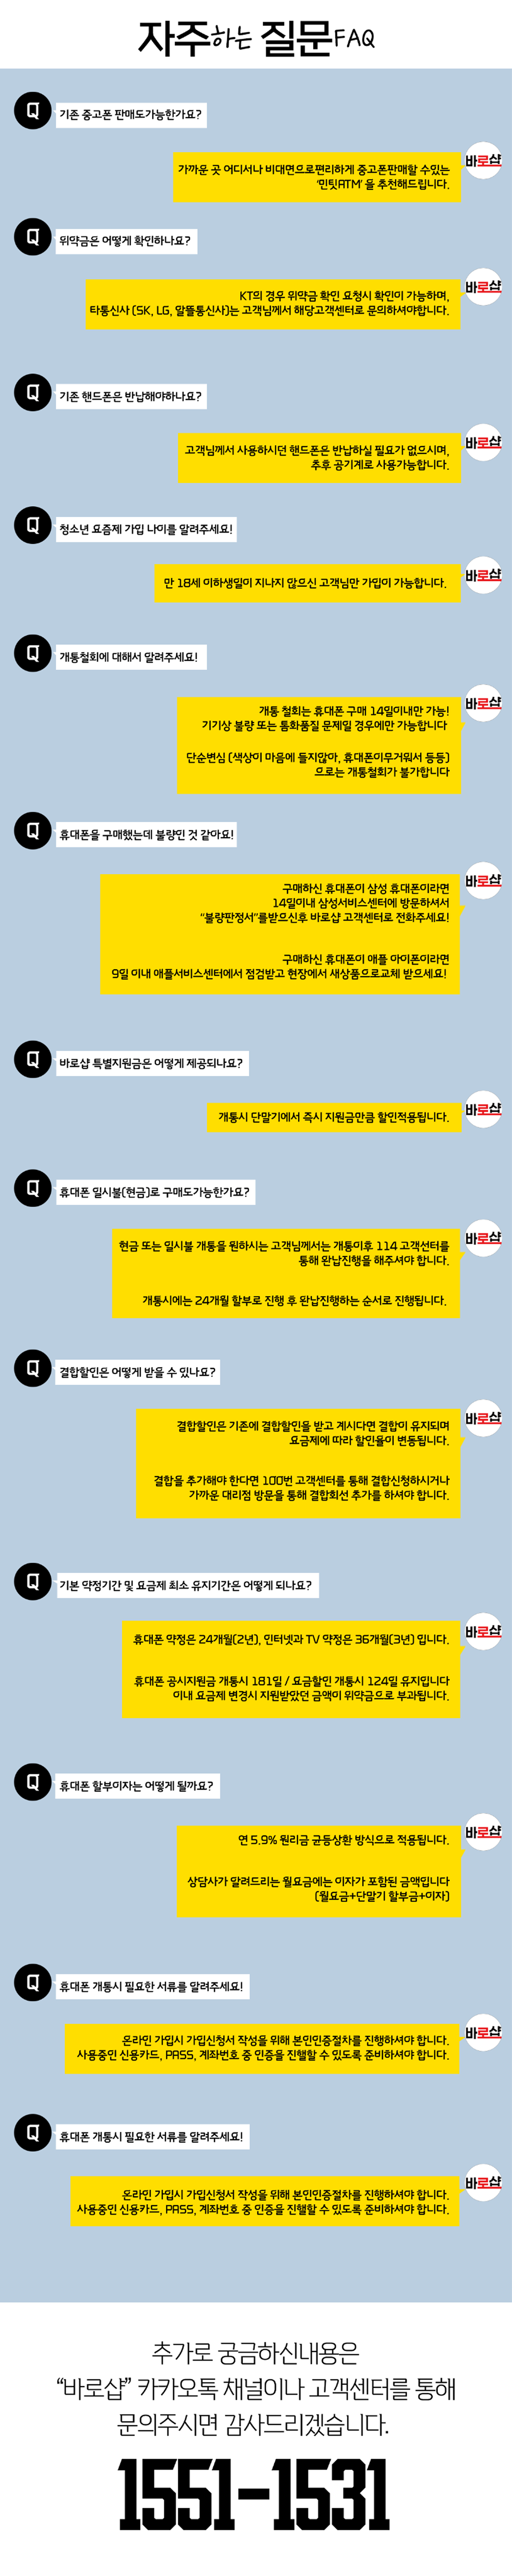 자주하는 질문FAQ
Q 기존 중고폰 판매도가능한가요?
바로샵
가까운 곳 어디서나 비대면으로편리하게 중고폰판매할 수있는
'민팃ATM' 을 추천해드립니다.
Q 위약금은 어떻게 확인하나요?
바로샵
KT의 경우 위약금 확인 요청시 확인이 가능하며,
타통신사 (SK, LG, 알뜰통신사)는 고객님께서 해당고객센터로 문의하셔야합니다.
Q 기존 핸드폰은 반납해야하나요?
바로샵
고객님께서 사용하시던 핸드폰은 반납하실 필요가 없으시며,
추후 공기계로 사용가능합니다.
Q 청소년 요즘제 가입 나이를 알려주세요!
바로샵
만 18세 이하생일이 지나지 않으신 고객님만 가입이 가능합니다.
Q 개통철회에 대해서 알려주세요!
바로샵
개통 철회는 휴대폰 구매 14일이내만 가능!
기기상 불량 또는 통화품질 문제일 경우에만 가능합니다
단순변심 (색상이 마음에 들지않아, 휴대폰이무거워서 등등)
으로는 개통철회가 불가합니다
Q 휴대폰을 구매했는데 불량인 것 같아요!
바로샵
구매하신 휴대폰이 삼성 휴대폰이라면
14일이내 삼성서비스센터에 방문하셔서
"불량판정서"를받으신후 바로샵 고객센터로 전화주세요!
구매하신 휴대폰이 애플 아이폰이라면
9일 이내 애플서비스센터에서 점검받고 현장에서 새상품으로교체 받으세요!
Q 바로샵 특별지원금은 어떻게 제공되나요?
바로샵
개통시 단말기에서 즉시 지원금만큼 할인적용됩니다.
Q 휴대폰 일시불(현금)로 구매도가능한가요?
바로샵
현금 또는 일시불 개통을 원하시는 고객님께서는 개통이후 114 고객선터를
통해 완납진행을 해주셔야 합니다.
개통시에는 24개월 할부로 진행 후 완납진행하는 순서로 진행됩니다.
Q 결합할인은 어떻게 받을 수 있나요?
바로샵
결합할인은 기존에 결합할인을 받고 계시다면 결합이 유지되며
요금제에 따라 할인율이 변동됩니다.
결합을 추가해야 한다면 100번 고객센터를 통해 결합신청하시거나
가까운 대리점 방문을 통해 결합회선 추가를 하셔야 합니다.
Q 기본 약정기간 및 요금제 최소 유지기간은 어떻게 되나요?
바로샵
휴대폰 약정은 24개월(2년), 인터넷과 TV 약정은 36개월(3년) 입니다.
휴대폰 공시지원금 개통시 181일 / 요금할인 개통시 124일 유지입니다
이내 요금제 변경시 지원받았던 금액이 위약금으로 부과됩니다.
Q 휴대폰 할부이자는 어떻게 될까요?
바로샵
연 5.9% 원리금 균등상환 방식으로 적용됩니다.
상담사가 알려드리는 월요금에는 이자가 포함된 금액입니다
(월요금+단말기 할부금+이자)
Q 휴대폰 개통시 필요한 서류를 알려주세요!
바로샵
온라인 가입시 가입신청서 작성을 위해 본인인증절차를 진행하셔야 합니다.
사용중인 신용카드, PASS, 계좌번호 중 인증을 진핼할 수 있도록 준비하셔야 합니다.
Q 휴대폰 개통시 필요한 서류를 알려주세요!
바로샵
온라인 가입시 가입신청서 작성을 위해 본인인증절차를 진행하셔야 합니다.
사용중인 신용카드, PASS, 계좌번호 중 인증을 진핼할 수 있도록 준비하셔야 합니다.
추가로 궁금하신내용은
"바로샵" 카카오톡 채널이나 고객센터를 통해
문의주시면 감사드리겠습니다.
1551-1531